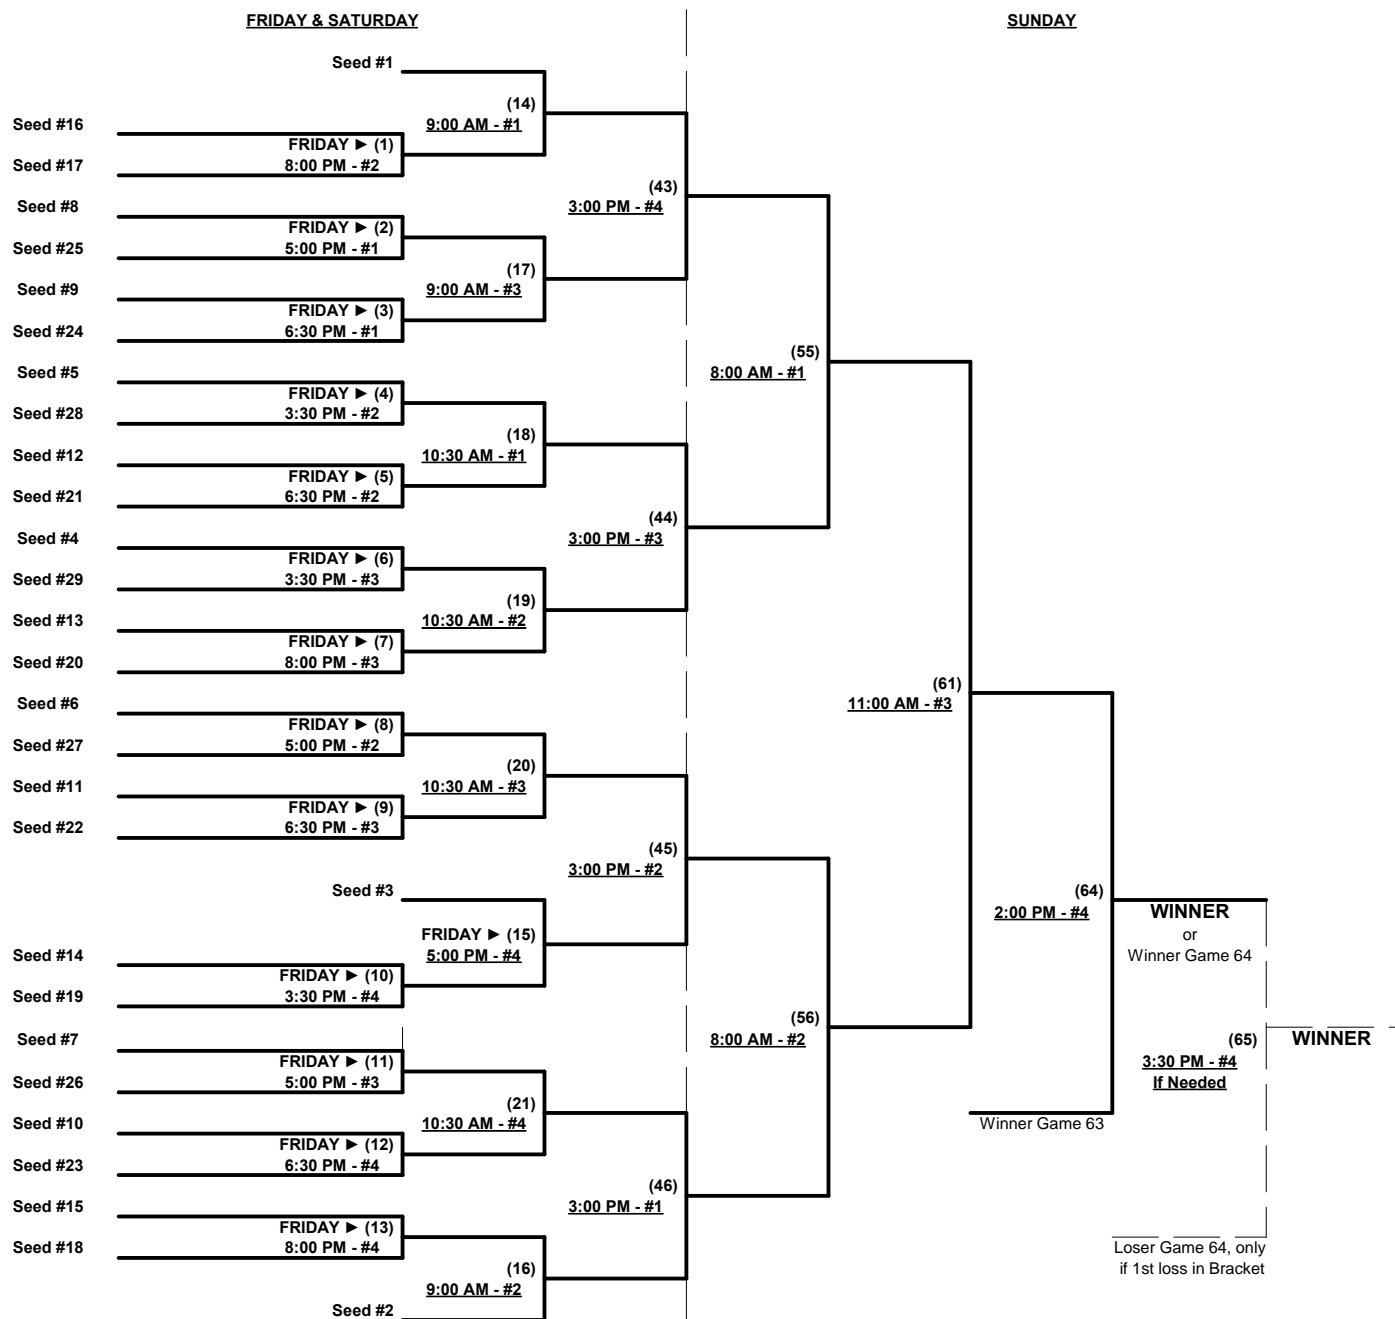 FRIDAY & SATURDAY
SUNDAY
Seed #1
(14)
9:00 AM - #1
Seed #16
FRIDAY ► (1)
8:00 PM - #2
Seed #17
(43)
3:00 PM - #4
Seed #8
FRIDAY ► (2)
5:00 PM - #1
Seed #25
(17)
9:00 AM - #3
Seed #9
FRIDAY ► (3)
6:30 PM - #1
Seed #24
(55)
8:00 AM - #1
Seed #5
FRIDAY ► (4)
3:30 PM - #2
Seed #28
(18)
10:30 AM - #1
Seed #12
FRIDAY ► (5)
6:30 PM - #2
Seed #21
(44)
3:00 PM - #3
Seed #4
FRIDAY ► (6)
3:30 PM - #3
Seed #29
(19)
10:30 AM - #2
Seed #13
FRIDAY ► (7)
8:00 PM - #3
Seed #20
(61)
11:00 AM - #3
Seed #6
FRIDAY ► (8)
5:00 PM - #2
Seed #27
(20)
10:30 AM - #3
Seed #11
FRIDAY ► (9)
6:30 PM - #3
Seed #22
(45)
3:00 PM - #2
Seed #3
(64)
2:00 PM - #4
WINNER
or
Winner Game 64
FRIDAY ► (15)
5:00 PM - #4
Seed #14
FRIDAY ► (10)
3:30 PM - #4
Seed #19
(56)
8:00 AM - #2
Seed #7
(65)
3:30 PM - #4
If Needed
WINNER
FRIDAY ► (11)
5:00 PM - #3
Seed #26
(21)
10:30 AM - #4
Seed #10
Winner Game 63
FRIDAY ► (12)
6:30 PM - #4
Seed #23
(46)
3:00 PM - #1
Seed #15
FRIDAY ► (13)
8:00 PM - #4
Seed #18
Loser Game 64, only
if 1st loss in Bracket
(16)
9:00 AM - #2
Seed #2